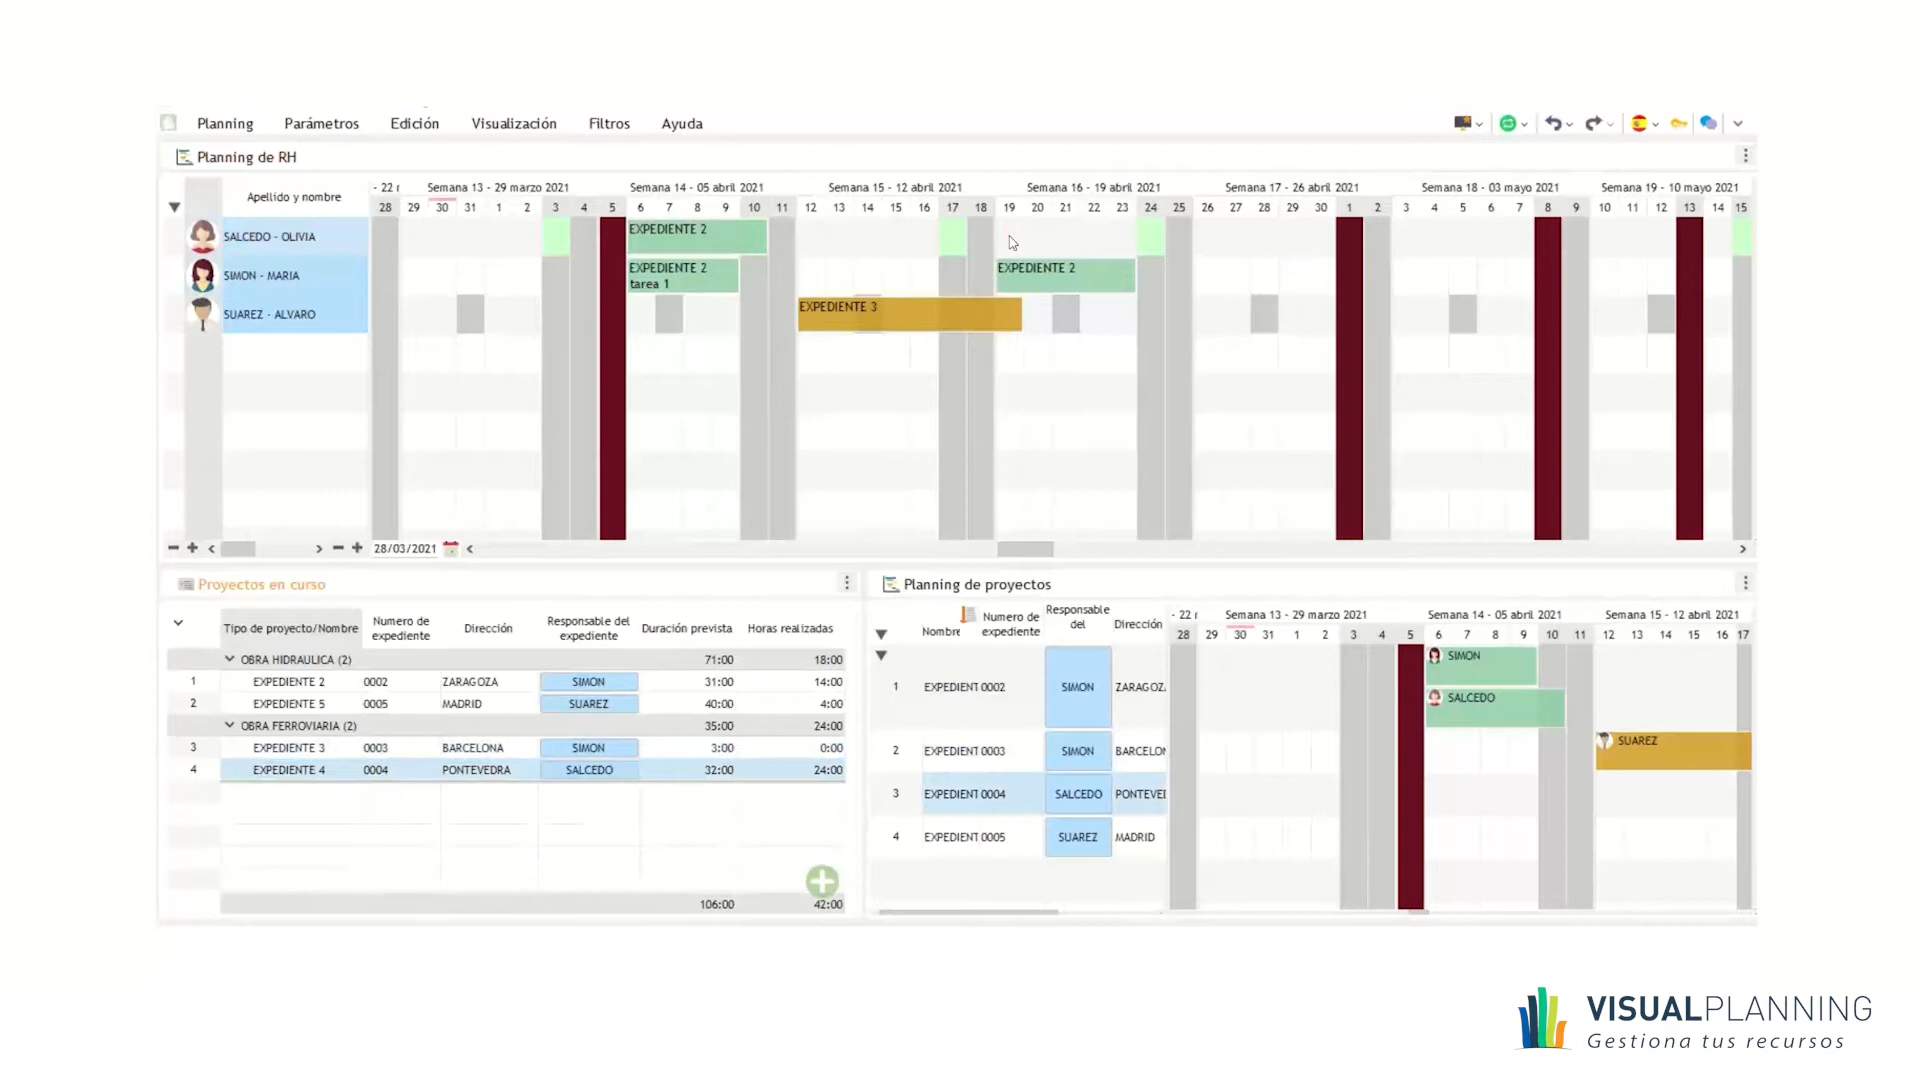 Planning Parámetros Edición Visualización Filtros Ayuda
Planning de RH
Apellido y nombre
- 22 Semana 13 - 29 marzo 2021 Semana 14 - 05 abril 2021 Semana 15 - 12 abril 2021 Semana 16 - 19 abril 2021 Semana 17 - 26 abril 2021 Semana 18 - 03 mayo 2021 Semana 19 - 10 mayo 2021
28 29 30 31 1 2 3 4 5 6 7 8 9 10 11 12 13 14 15 16 17 18 19 20 21 22 23 24 25 26 27 28 29 30 1 2 3 4 5 6 7 8 9 10 11 12 13 14 15
SALCEDO - OLIVIA EXPEDIENTE 2
SIMON - MARIA EXPEDIENTE 2 EXPEDIENTE 2
tarea 1
SUAREZ - ALVARO EXPEDIENTE 3
28/03/2021
Proyectos en curso
Tipo de proyecto/Nombre Numero de expediente Dirección Responsable del expediente Duración prevista Horas realizadas
OBRA HIDRAULICA (2) 71:00 18:00
1 EXPEDIENTE 2 0002 ZARAGOZA SIMON 31:00 14:00
2 EXPEDIENTE 5 0005 MADRID SUAREZ 40:00 4:00
OBRA FERROVIARIA (2) 35:00 24:00
3 EXPEDIENTE 3 0003 BARCELONA SIMON 3:00 0:00
4 EXPEDIENTE 4 0004 PONTEVEDRA SALCEDO 32:00 24:00
106:00 42:00
Planning de proyectos
Nombre Numero de expediente Responsable del Dirección
- 22 Semana 13 - 29 marzo 2021 Semana 14 - 05 abril 2021 Semana 15 - 12 abril 2021
28 29 30 31 1 2 3 4 5 6 7 8 9 10 11 12 13 14 15 16 17
1 EXPEDIENT 0002 SIMON ZARAGOZ
SIMON
SALCEDO
2 EXPEDIENT 0003 SIMON BARCELON SUAREZ
3 EXPEDIENT 0004 SALCEDO PONTEVED
4 EXPEDIENT 0005 SUAREZ MADRID
VISUALPLANNING
Gestiona tus recursos